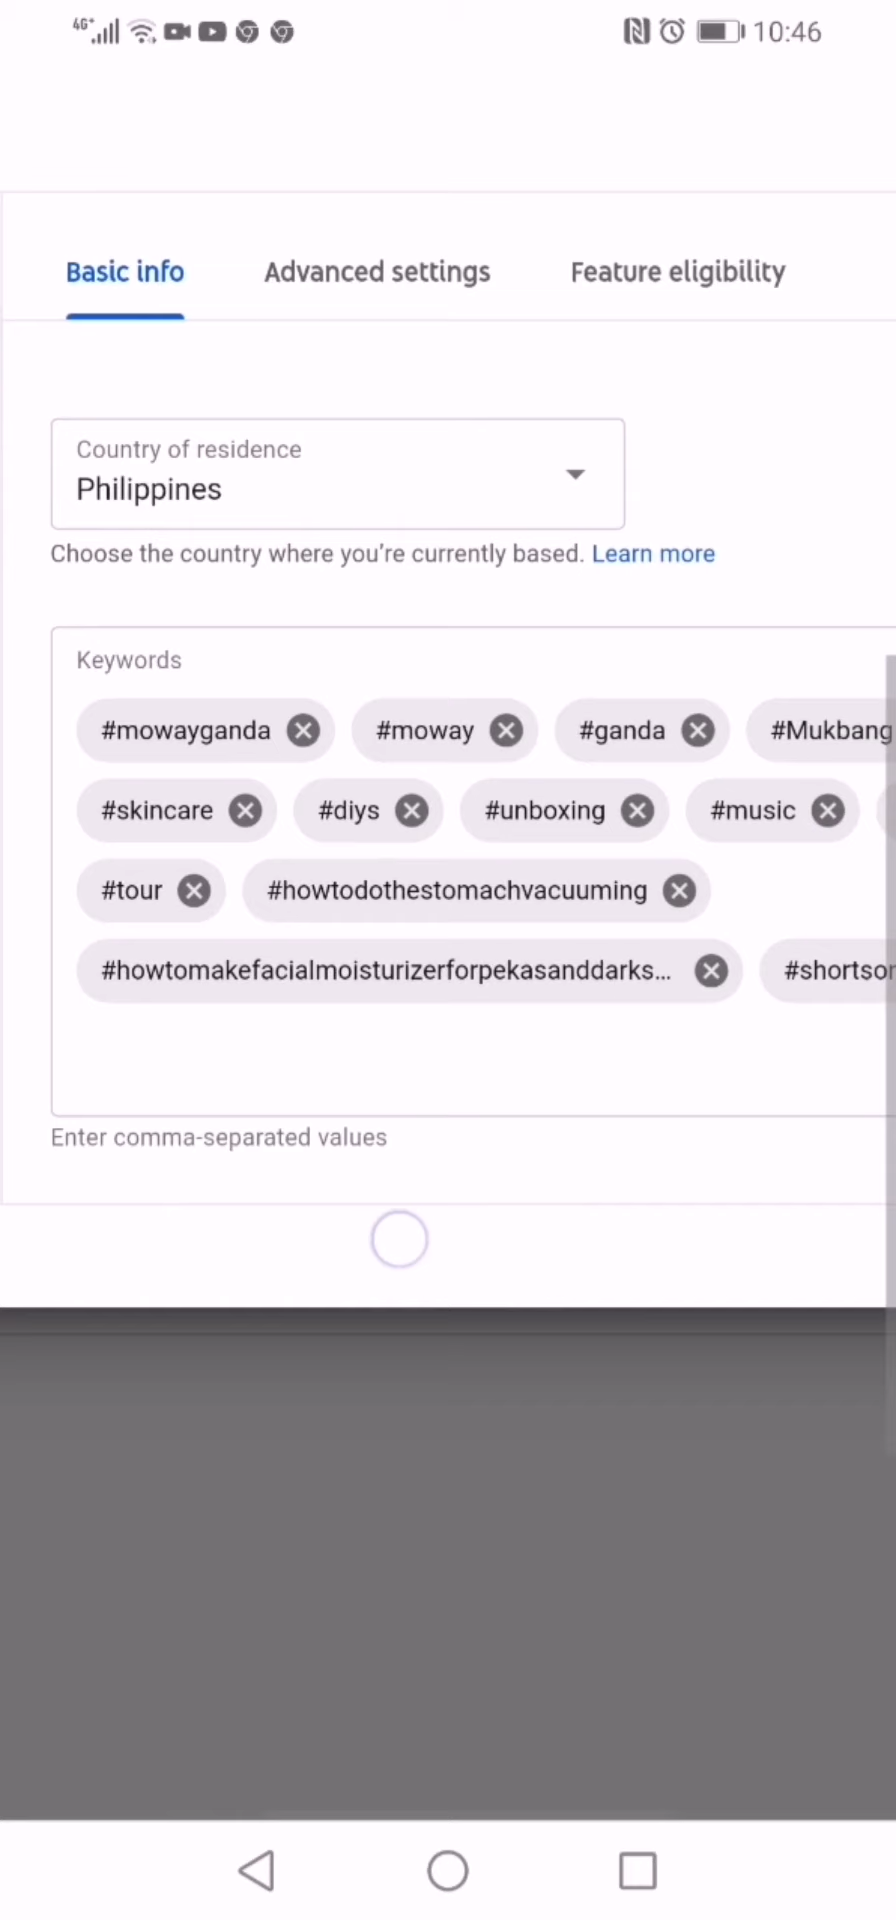 4G+ 10:46
Basic info Advanced settings Feature eligibility
Country of residence
Philippines
Choose the country where you're currently based. Learn more
Keywords
#mowayganda #moway #ganda #Mukbang
#skincare #diys #unboxing #music
#tour #howtodothestomachvacuuming
#howtomakefacialmoisturizerforpekasanddarks... #shortson
Enter comma-separated values